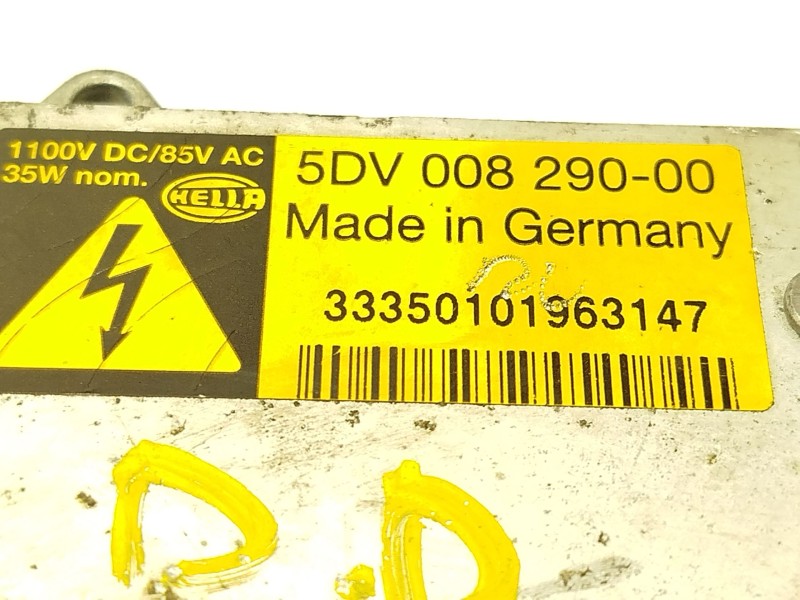 1100V DC/85V AC
35W nom.
HELLA
5DV 008 290-00
Made in Germany
33350101963147
D.D